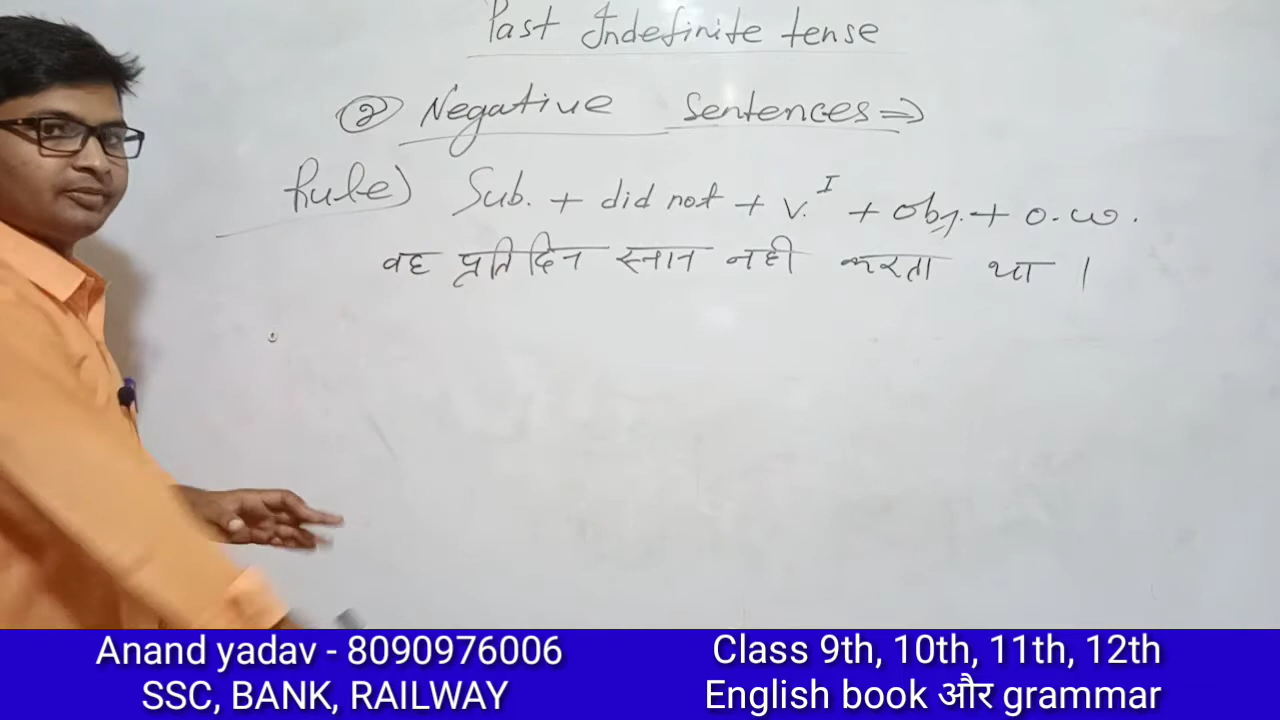 Past Indefinite tense
② Negative Sentences ⇒
Rule) Sub. + did not + V.I + obj. + o.w.
वह प्रतिदिन स्नान नही करता था ।
Anand yadav - 8090976006
SSC, BANK, RAILWAY
Class 9th, 10th, 11th, 12th
English book और grammar